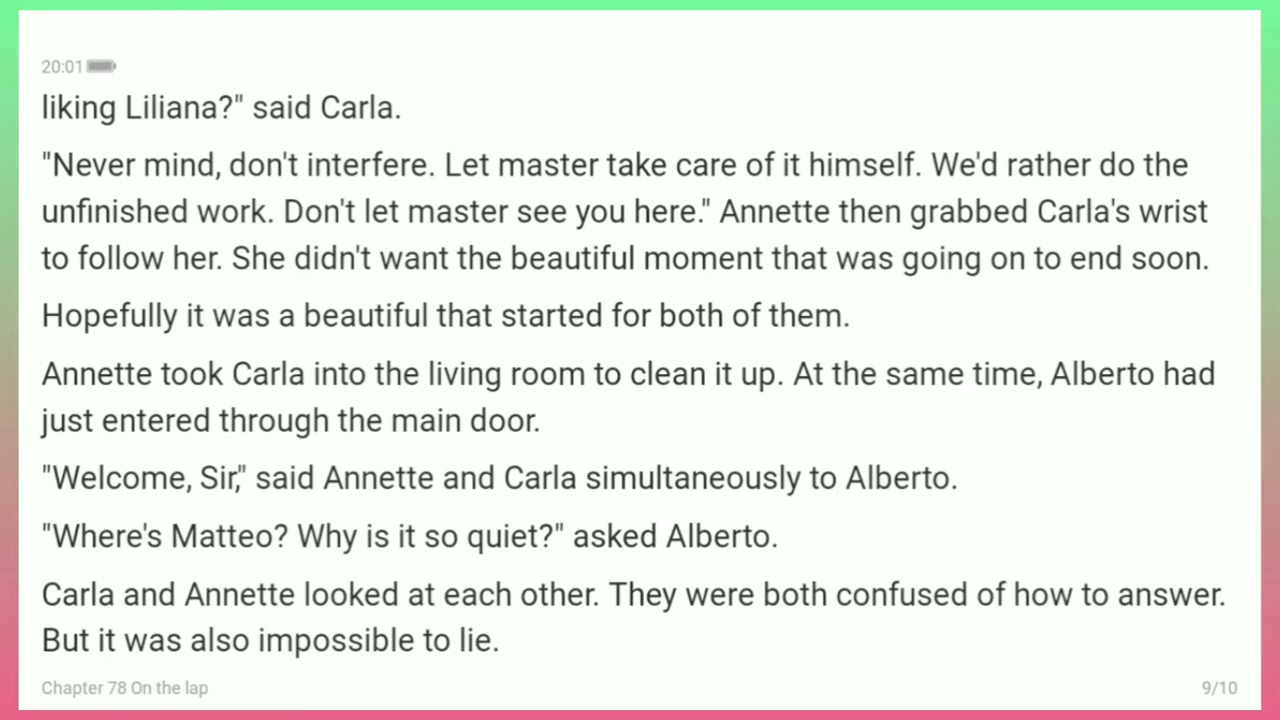 20:01
liking Liliana?" said Carla.
"Never mind, don't interfere. Let master take care of it himself. We'd rather do the
unfinished work. Don't let master see you here." Annette then grabbed Carla's wrist
to follow her. She didn't want the beautiful moment that was going on to end soon.
Hopefully it was a beautiful that started for both of them.
Annette took Carla into the living room to clean it up. At the same time, Alberto had
just entered through the main door.
"Welcome, Sir," said Annette and Carla simultaneously to Alberto.
"Where's Matteo? Why is it so quiet?" asked Alberto.
Carla and Annette looked at each other. They were both confused of how to answer.
But it was also impossible to lie.
Chapter 78 On the lap 9/10